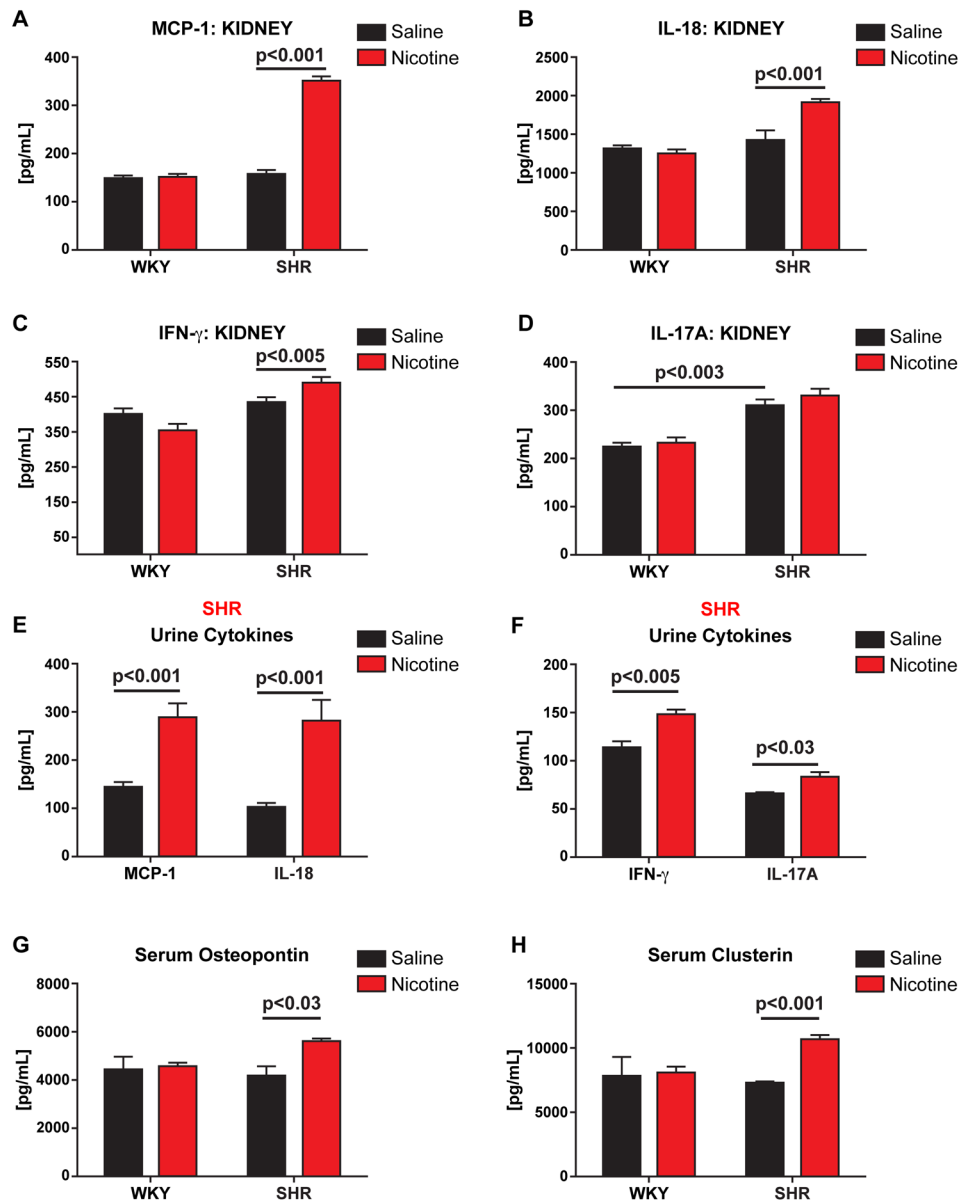 A
MCP-1: KIDNEY
Saline
Nicotine
p<0.001
[pg/mL]
400
300
200
100
0
WKY SHR
B
IL-18: KIDNEY
Saline
Nicotine
p<0.001
[pg/mL]
2500
2000
1500
1000
500
0
WKY SHR
C
IFN-γ: KIDNEY
Saline
Nicotine
p<0.005
[pg/mL]
550
450
350
250
150
50
WKY SHR
D
IL-17A: KIDNEY
Saline
Nicotine
p<0.003
[pg/mL]
400
300
200
100
0
WKY SHR
E
SHR
Urine Cytokines
Saline
Nicotine
p<0.001 p<0.001
[pg/mL]
400
300
200
100
0
MCP-1 IL-18
F
SHR
Urine Cytokines
Saline
Nicotine
p<0.005
p<0.03
[pg/mL]
200
150
100
50
0
IFN-γ IL-17A
G
Serum Osteopontin
Saline
Nicotine
p<0.03
[pg/mL]
8000
6000
4000
2000
0
WKY SHR
H
Serum Clusterin
Saline
Nicotine
p<0.001
[pg/mL]
15000
10000
5000
0
WKY SHR